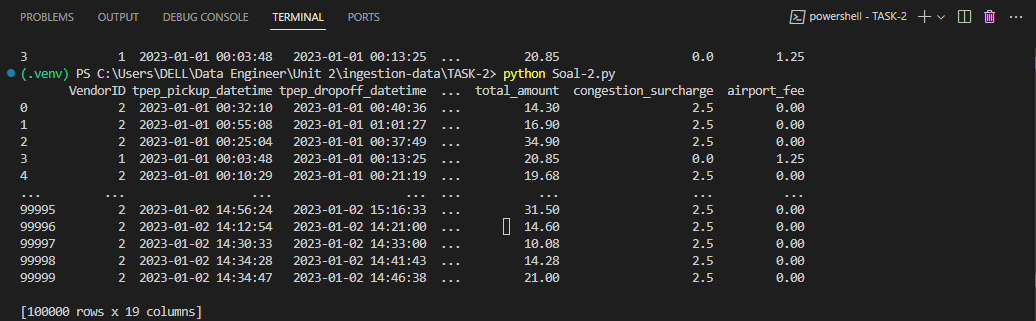 PROBLEMS OUTPUT DEBUG CONSOLE TERMINAL PORTS powershell - TASK-2
3 1 2023-01-01 00:03:48 2023-01-01 00:13:25 ... 20.85 0.0 1.25
(.venv) PS C:\Users\DELL\Data Engineer\Unit 2\ingestion-data\TASK-2> python Soal-2.py
VendorID tpep_pickup_datetime tpep_dropoff_datetime ... total_amount congestion_surcharge airport_fee
0 2 2023-01-01 00:32:10 2023-01-01 00:40:36 ... 14.30 2.5 0.00
1 2 2023-01-01 00:55:08 2023-01-01 01:01:27 ... 16.90 2.5 0.00
2 2 2023-01-01 00:25:04 2023-01-01 00:37:49 ... 34.90 2.5 0.00
3 1 2023-01-01 00:03:48 2023-01-01 00:13:25 ... 20.85 0.0 1.25
4 2 2023-01-01 00:10:29 2023-01-01 00:21:19 ... 19.68 2.5 0.00
... ... ... ... ... ... ... ...
99995 2 2023-01-02 14:56:24 2023-01-02 15:16:33 ... 31.50 2.5 0.00
99996 2 2023-01-02 14:12:54 2023-01-02 14:21:00 ... 14.60 2.5 0.00
99997 2 2023-01-02 14:30:33 2023-01-02 14:33:00 ... 10.08 2.5 0.00
99998 2 2023-01-02 14:34:28 2023-01-02 14:41:43 ... 14.28 2.5 0.00
99999 2 2023-01-02 14:34:47 2023-01-02 14:46:38 ... 21.00 2.5 0.00
[100000 rows x 19 columns]